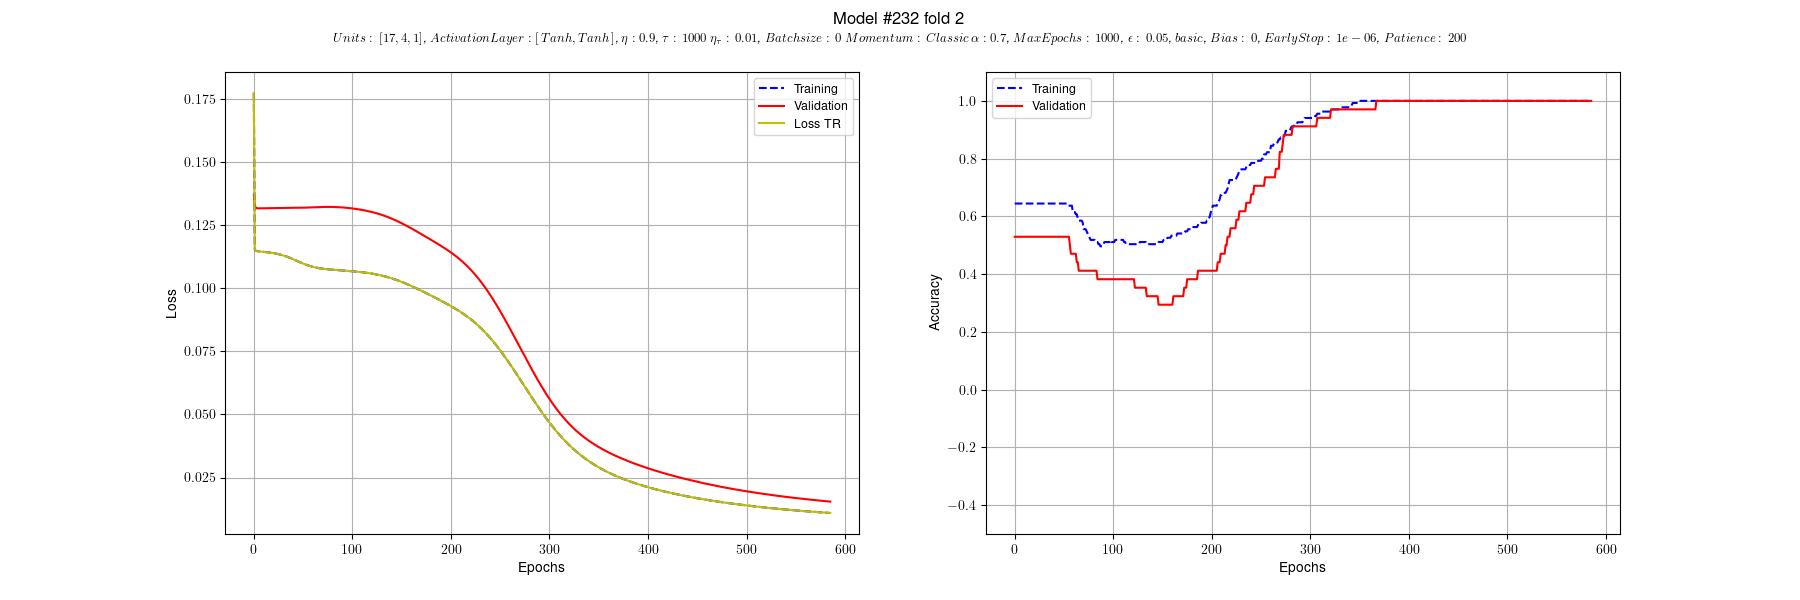 Model #232 fold 2
Units : [17, 4, 1], ActivationLayer : [Tanh, Tanh], η : 0.9, τ : 1000 η_τ : 0.01, Batchsize : 0 Momentum : Classic α : 0.7, MaxEpochs : 1000, ϵ : 0.05, basic, Bias : 0, EarlyStop : 1e − 06, Patience : 200
Training
Validation
Loss TR
0.175
0.150
0.125
0.100
0.075
0.050
0.025
Loss
0 100 200 300 400 500 600
Epochs
Training
Validation
1.0
0.8
0.6
0.4
0.2
0.0
−0.2
−0.4
Accuracy
0 100 200 300 400 500 600
Epochs